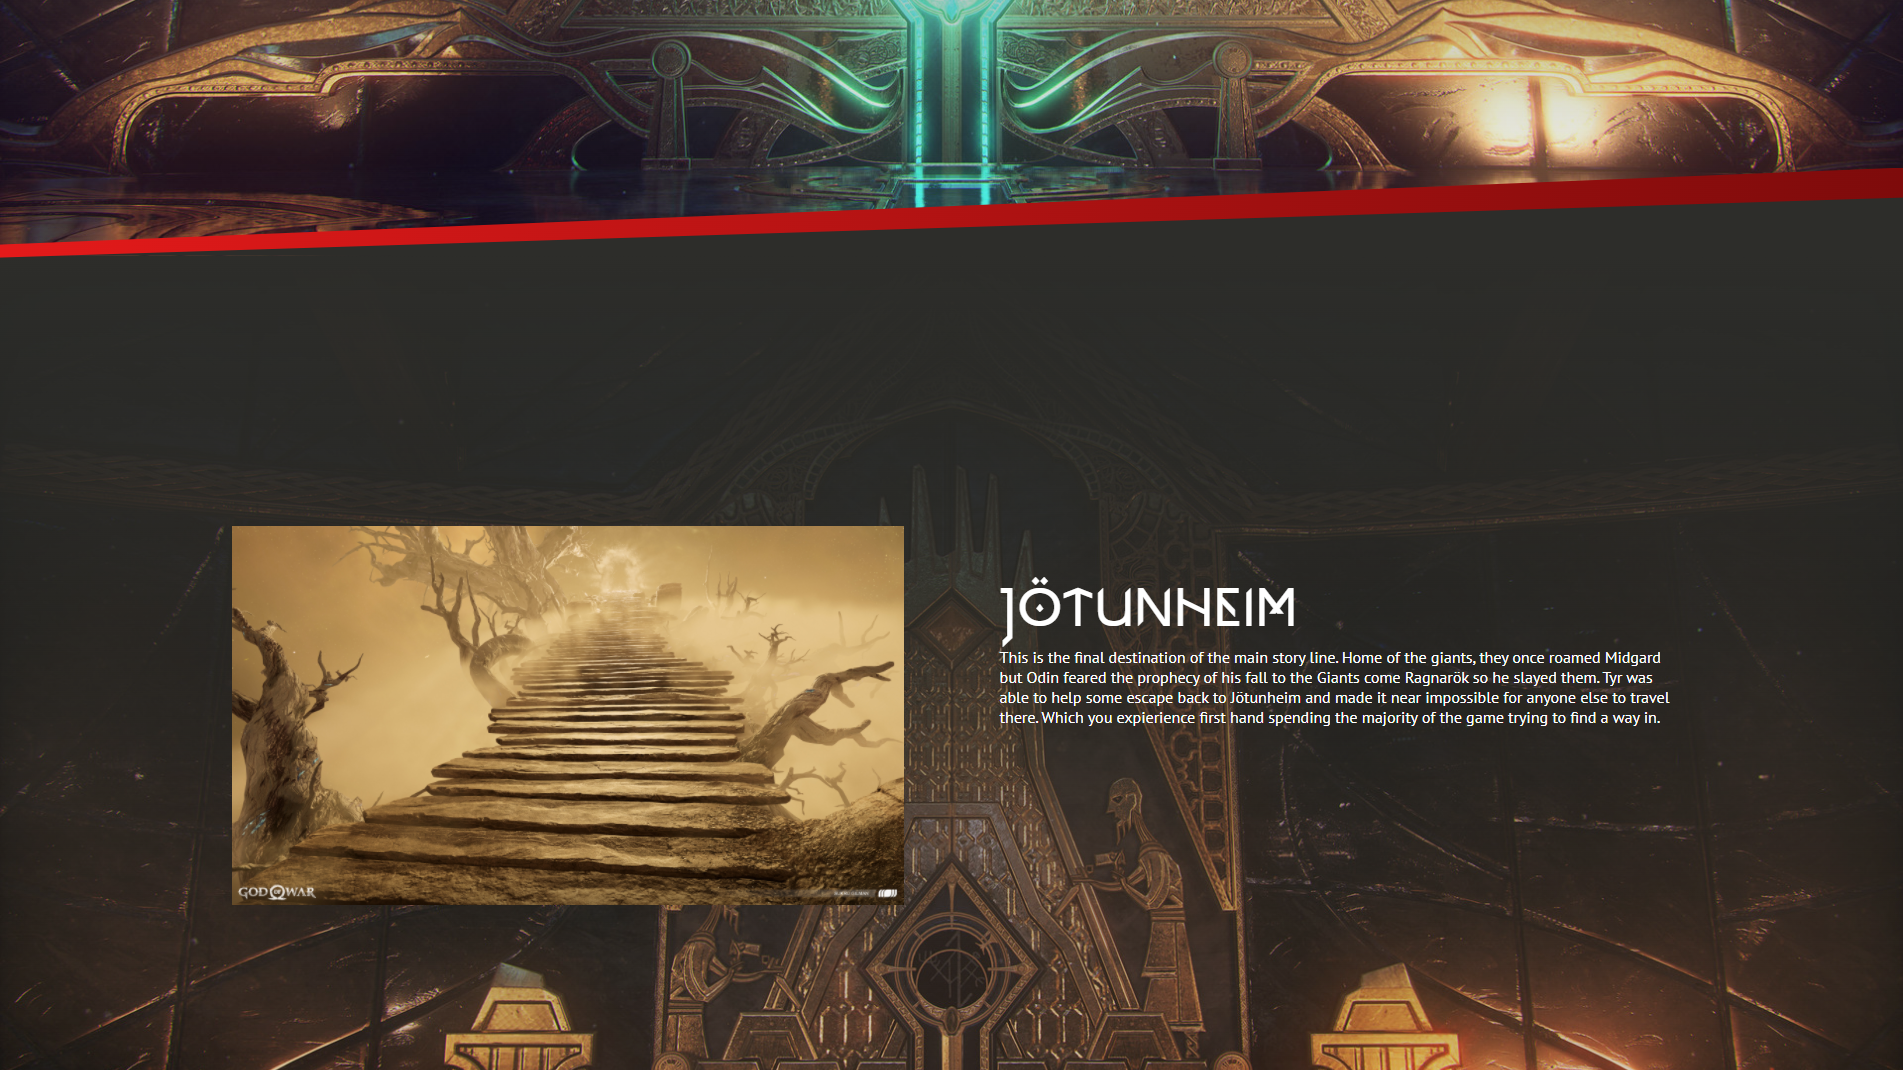 JÖTUNHEIM
This is the final destination of the main story line. Home of the giants, they once roamed Midgard
but Odin feared the prophecy of his fall to the Giants come Ragnarök so he slayed them. Tyr was
able to help some escape back to Jötunheim and made it near impossible for anyone else to travel
there. Which you expierience first hand spending the majority of the game trying to find a way in.
GOD OF WAR